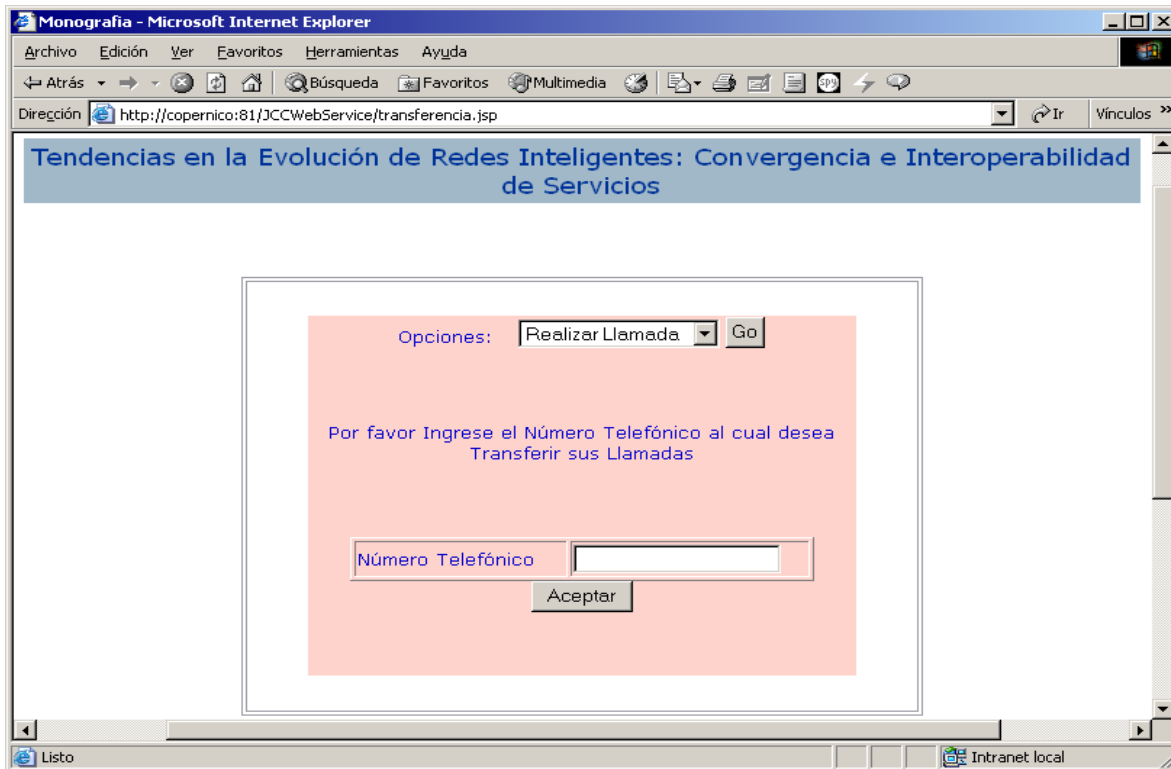 Monografia - Microsoft Internet Explorer
Archivo Edición Ver Favoritos Herramientas Ayuda
Atrás Búsqueda Favoritos Multimedia
Dirección http://copernico:81/JCCWebService/transferencia.jsp Ir Vínculos »
Tendencias en la Evolución de Redes Inteligentes: Convergencia e Interoperabilidad
de Servicios
Opciones: Realizar Llamada Go
Por favor Ingrese el Número Telefónico al cual desea
Transferir sus Llamadas
Número Telefónico
Aceptar
Listo Intranet local